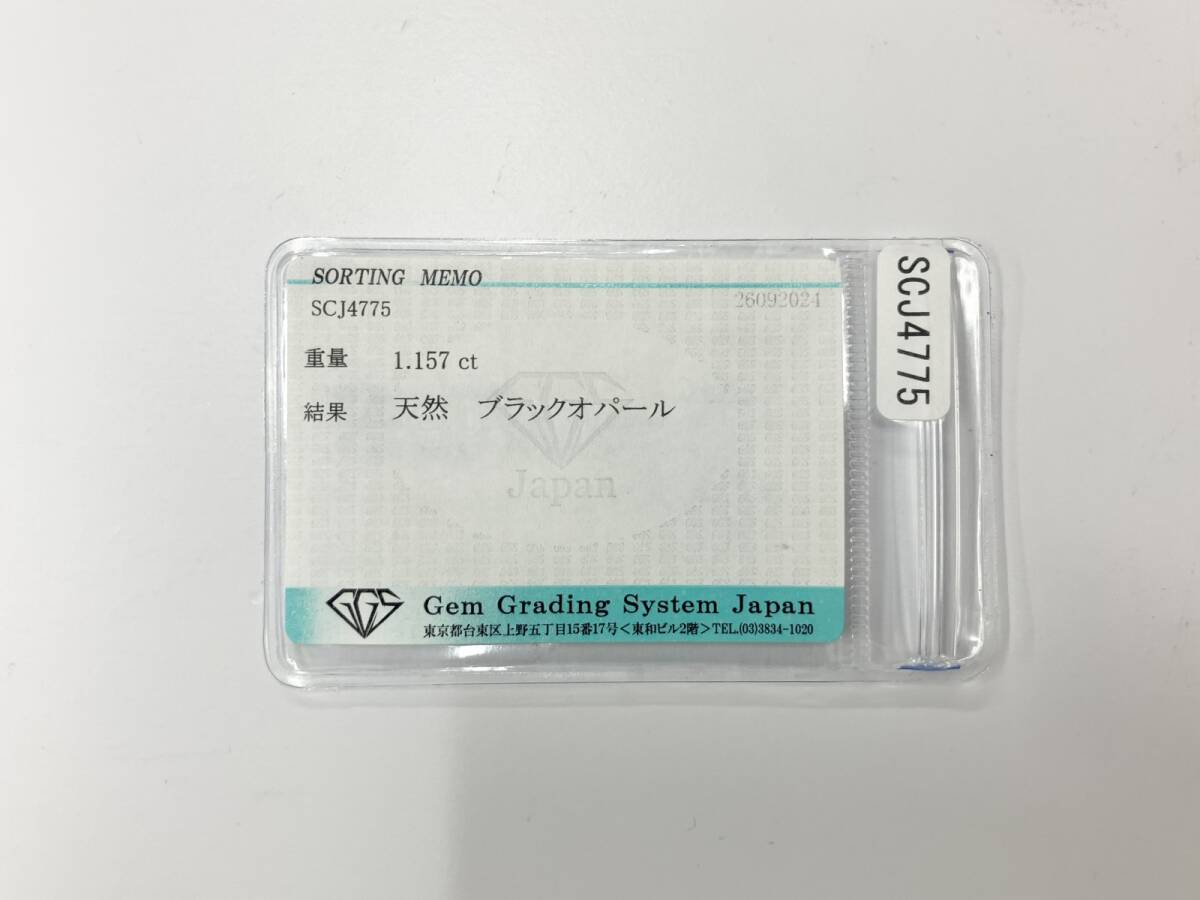 SORTING MEMO
SCJ4775
26092024
重量 1.157 ct
結果 天然 ブラックオパール
GGS
Japan
GGS Gem Grading System Japan
東京都台東区上野五丁目15番17号＜東和ビル2階＞TEL.(03)3834-1020
SCJ4775